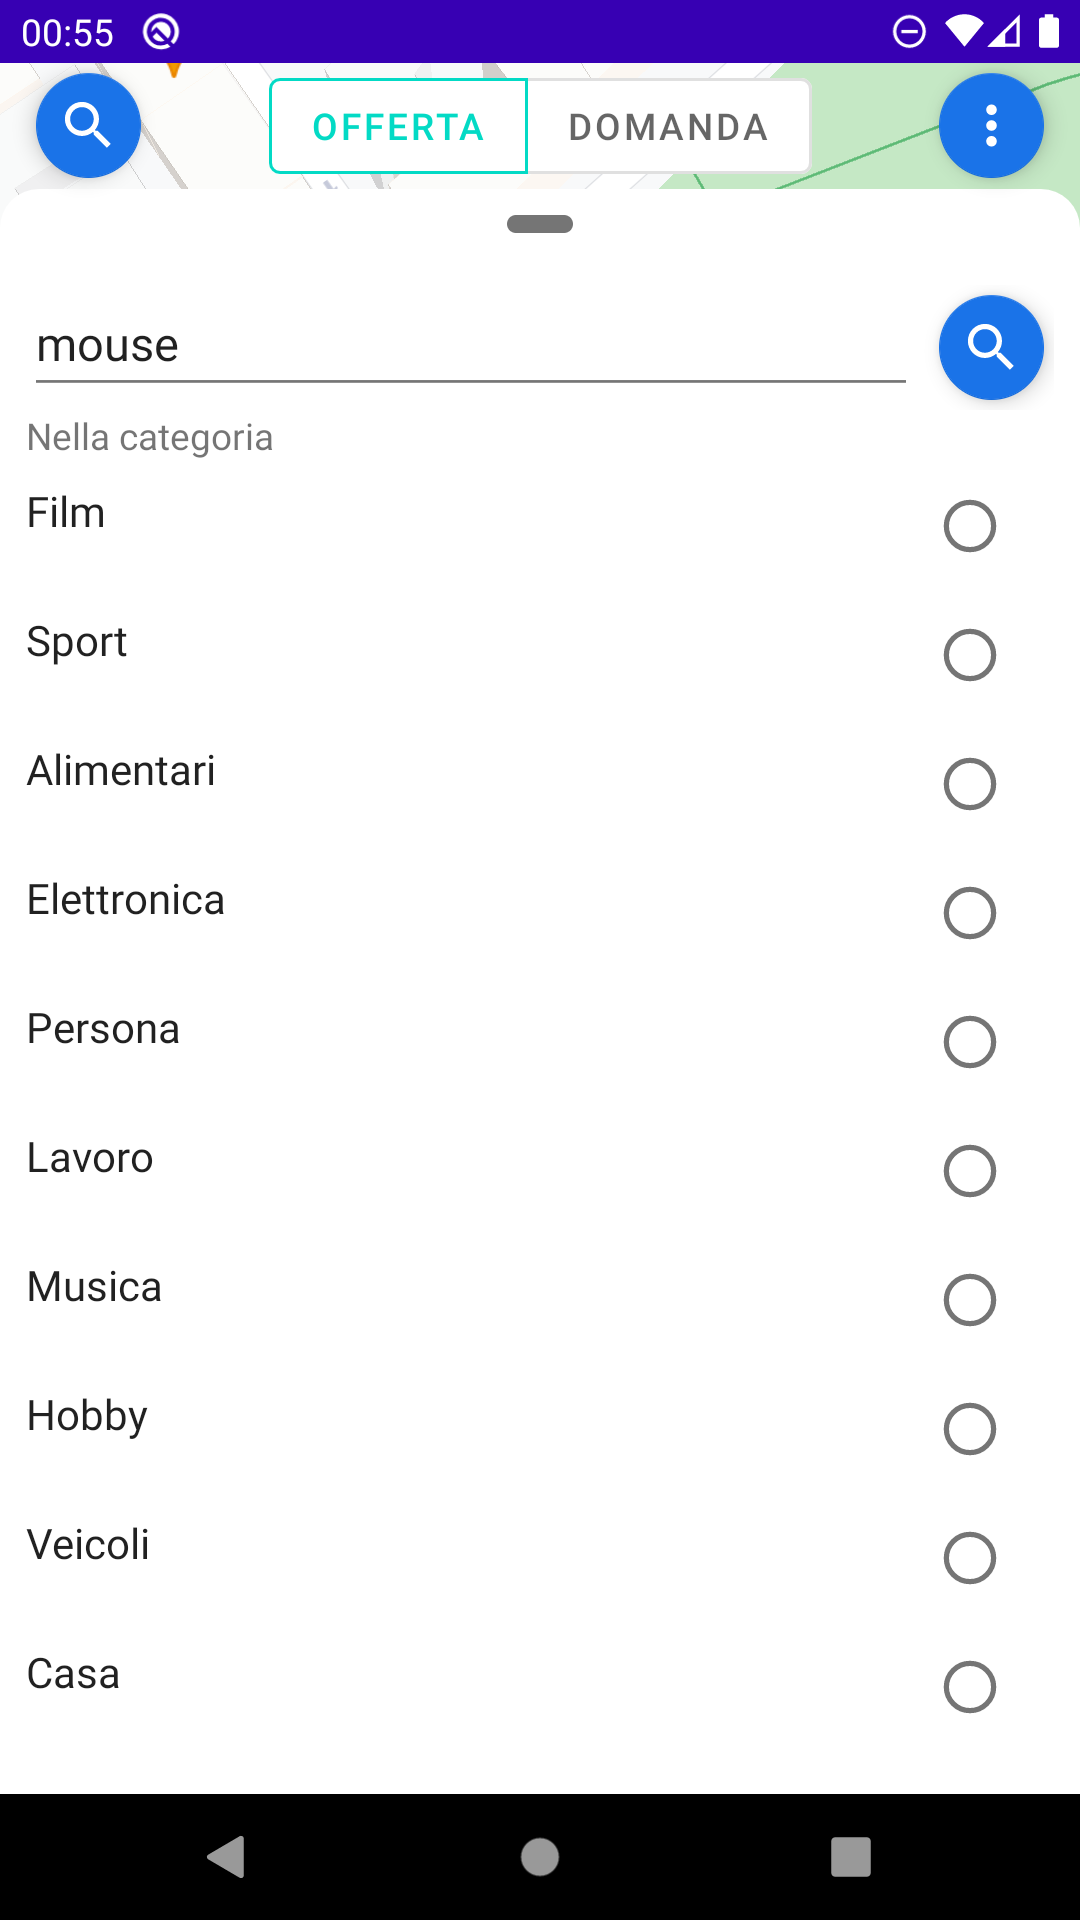 00:55
OFFERTA DOMANDA
mouse
Nella categoria
Film
Sport
Alimentari
Elettronica
Persona
Lavoro
Musica
Hobby
Veicoli
Casa